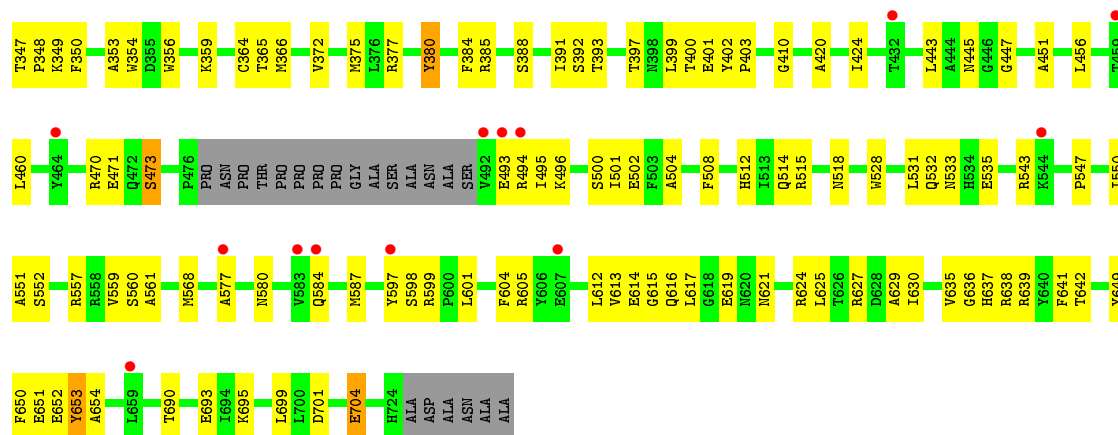 T347 P348 K349 F350 A353 W354 D355 W356 K359 C364 T365 M366 V372 M375 L376 R377 Y380 F384 R385 S388 I391 S392 T393 T397 N398 L399 T400 E401 Y402 P403 G410 A420 I424 T432 L443 A444 N445 G446 G447 A451 L456 T459
L460 Y464 R470 E471 Q472 S473 P476 PRO ASN PRO THR PRO PRO PRO PRO GLY ALA SER ALA ASN ALA ALA SER V492 E493 R494 I495 K496 S500 I501 E502 F503 A504 F508 H512 I513 Q514 R515 N518 W528 L531 Q532 N533 H534 E535 R543 K544 P547 L550
A551 S552 R557 R558 V559 S560 A561 M568 A577 N580 V583 Q584 M587 Y597 S598 R599 P600 L601 F604 R605 Y606 E607 L612 V613 E614 G615 Q616 L617 G618 E619 N620 N621 R624 L625 T626 R627 D628 A629 I630 V635 G636 H637 R638 R639 Y640 F641 T642 Y649
F650 E651 E652 Y653 A654 L659 T690 E693 I694 K695 L699 L700 D701 E704 H724 ALA ASP ALA ASN ALA ALA